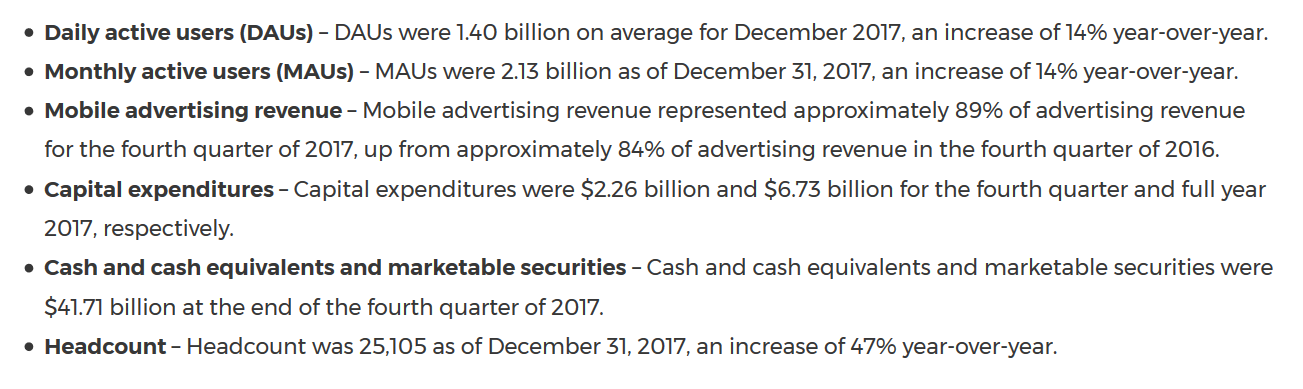 • Daily active users (DAUs) – DAUs were 1.40 billion on average for December 2017, an increase of 14% year-over-year.
• Monthly active users (MAUs) – MAUs were 2.13 billion as of December 31, 2017, an increase of 14% year-over-year.
• Mobile advertising revenue – Mobile advertising revenue represented approximately 89% of advertising revenue
for the fourth quarter of 2017, up from approximately 84% of advertising revenue in the fourth quarter of 2016.
• Capital expenditures – Capital expenditures were $2.26 billion and $6.73 billion for the fourth quarter and full year
2017, respectively.
• Cash and cash equivalents and marketable securities – Cash and cash equivalents and marketable securities were
$41.71 billion at the end of the fourth quarter of 2017.
• Headcount – Headcount was 25,105 as of December 31, 2017, an increase of 47% year-over-year.